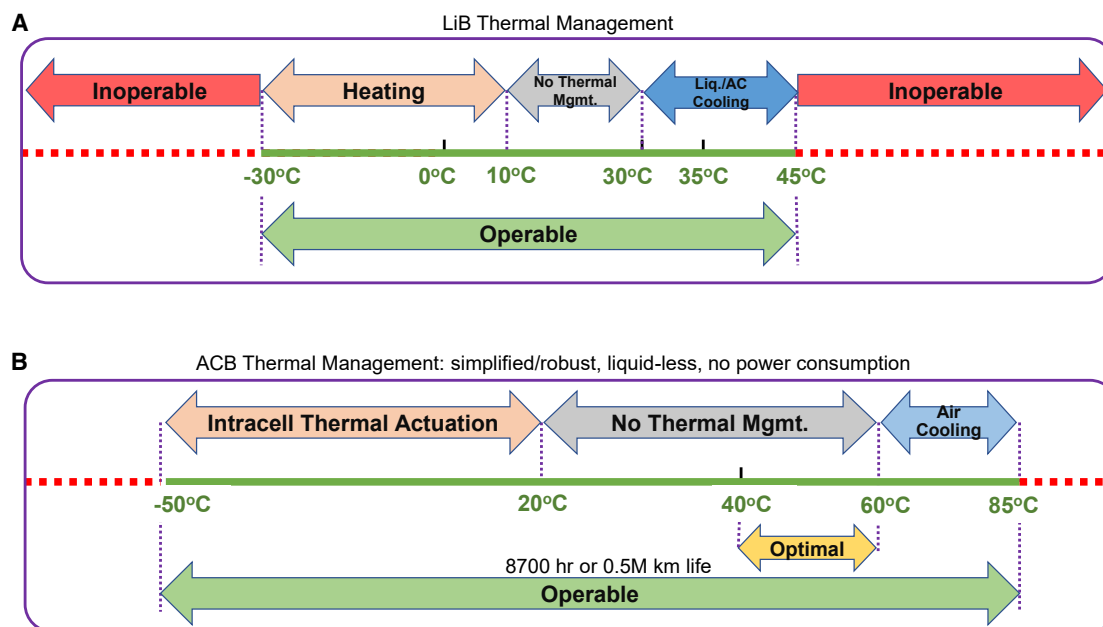 A
LiB Thermal Management
Inoperable
Heating
No Thermal
Mgmt.
Liq./AC
Cooling
Inoperable
-30°C
0°C
10°C
30°C
35°C
45°C
Operable
B
ACB Thermal Management: simplified/robust, liquid-less, no power consumption
Intracell Thermal Actuation
No Thermal Mgmt.
Air
Cooling
-50°C
20°C
40°C
60°C
85°C
Optimal
8700 hr or 0.5M km life
Operable